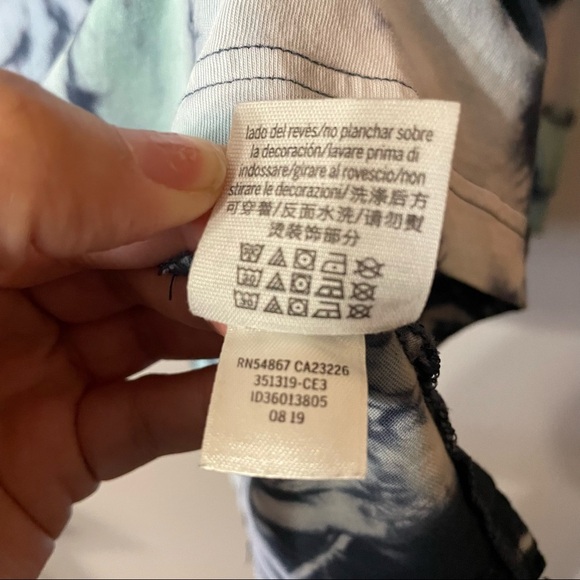 lado del revés/no planchar sobre
la decoración/lavare prima di
indossare/girare al rovescio/non
stirare le decorazioni/洗涤后方
可穿着/反面水洗/请勿熨
烫装饰部分
RN54867 CA23226
351319-CE3
ID36013805
08 19